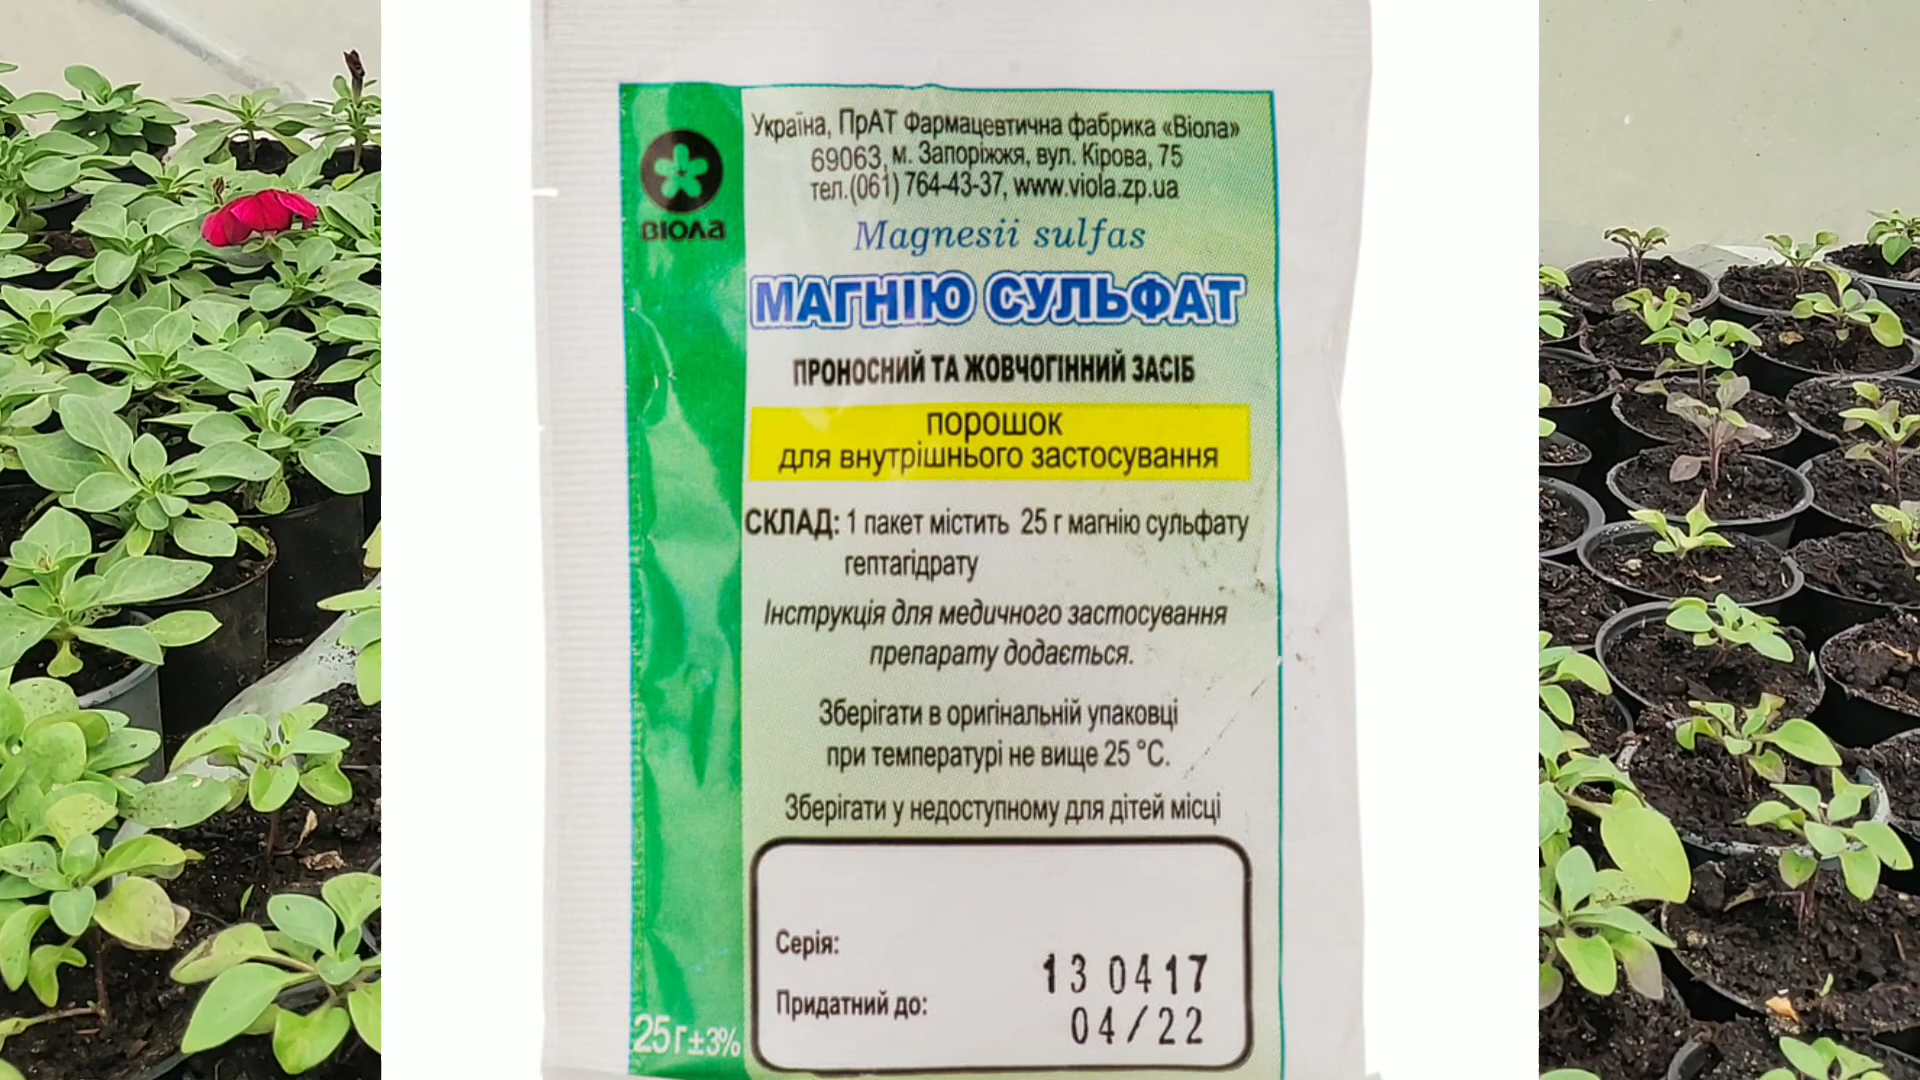 Україна, ПрАТ Фармацевтична фабрика «Віола»
69063, м. Запоріжжя, вул. Кірова, 75
тел.(061) 764-43-37, www.viola.zp.ua
ВІОЛА
Magnesii sulfas
МАГНІЮ СУЛЬФАТ
ПРОНОСНИЙ ТА ЖОВЧОГІННИЙ ЗАСІБ
порошок
для внутрішнього застосування
СКЛАД: 1 пакет містить 25 г магнію сульфату
гептагідрату
Інструкція для медичного застосування
препарату додається.
Зберігати в оригінальній упаковці
при температурі не вище 25 °C.
Зберігати у недоступному для дітей місці
Серія:
13 0417
Придатний до:
04/22
25 г±3%